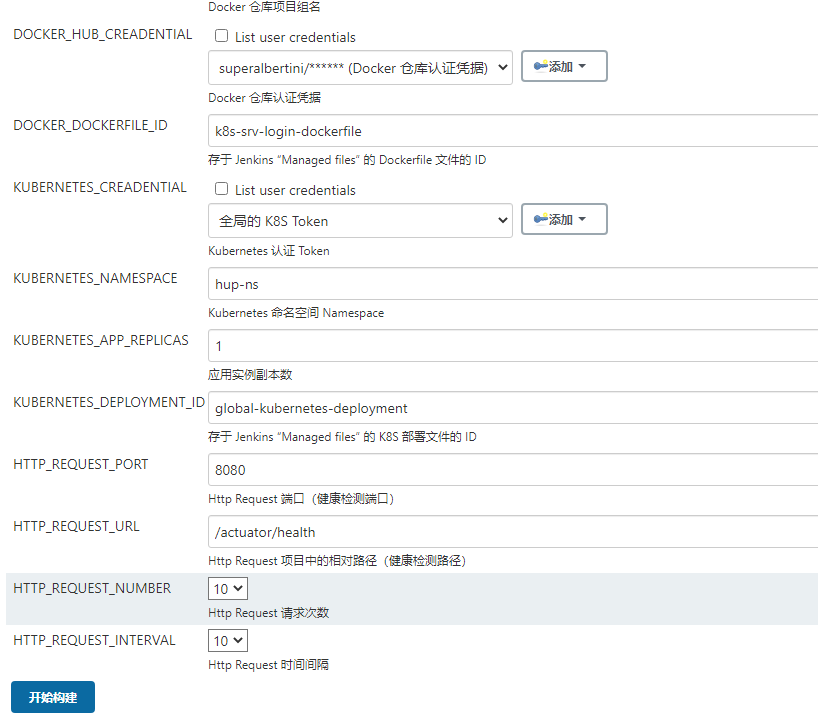 Docker 仓库项目组名
DOCKER_HUB_CREADENTIAL
List user credentials
superalbertini/****** (Docker 仓库认证凭据)
添加
Docker 仓库认证凭据
DOCKER_DOCKERFILE_ID
k8s-srv-login-dockerfile
存于 Jenkins “Managed files” 的 Dockerfile 文件的 ID
KUBERNETES_CREADENTIAL
List user credentials
全局的 K8S Token
添加
Kubernetes 认证 Token
KUBERNETES_NAMESPACE
hup-ns
Kubernetes 命名空间 Namespace
KUBERNETES_APP_REPLICAS
1
应用实例副本数
KUBERNETES_DEPLOYMENT_ID
global-kubernetes-deployment
存于 Jenkins “Managed files” 的 K8S 部署文件的 ID
HTTP_REQUEST_PORT
8080
Http Request 端口（健康检测端口）
HTTP_REQUEST_URL
/actuator/health
Http Request 项目中的相对路径（健康检测路径）
HTTP_REQUEST_NUMBER
10
Http Request 请求次数
HTTP_REQUEST_INTERVAL
10
Http Request 时间间隔
开始构建